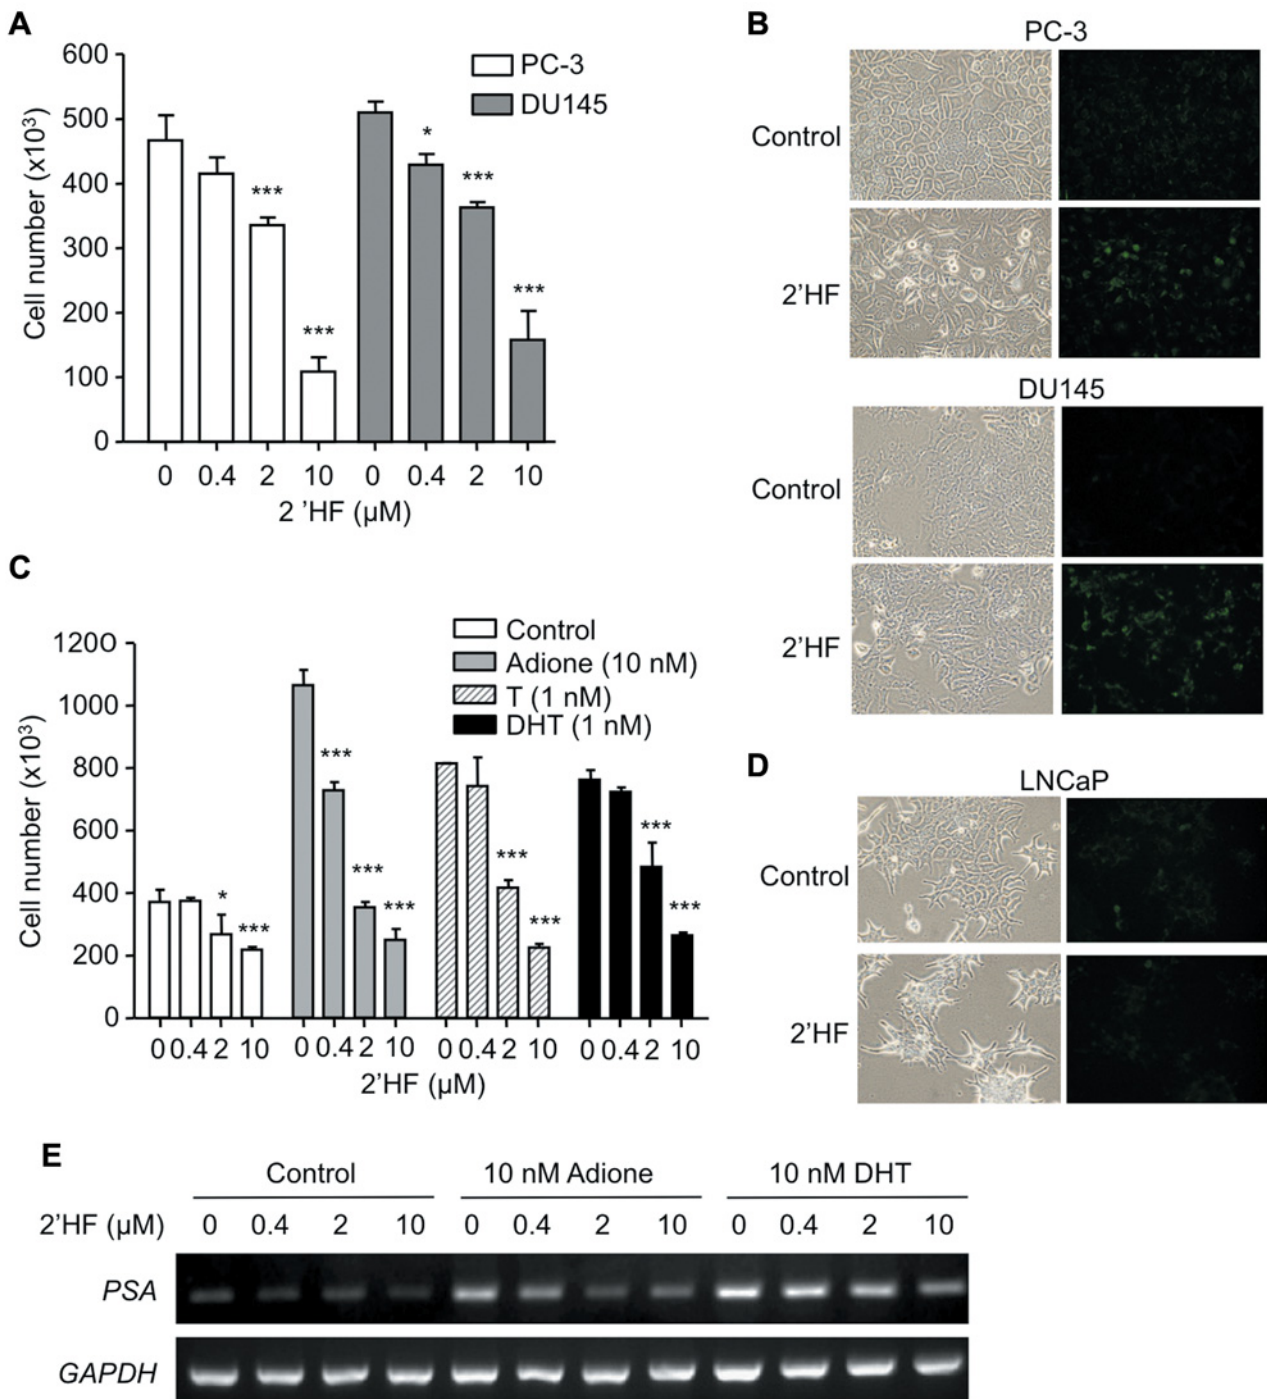 A
600
500
400
300
200
100
0
Cell number (x10³)
PC-3
DU145
***
***
*
***
***
0 0.4 2 10 0 0.4 2 10
2 ’HF (µM)
B
PC-3
Control
2’HF
DU145
Control
2’HF
C
1200
1000
800
600
400
200
0
Cell number (x10³)
Control
Adione (10 nM)
T (1 nM)
DHT (1 nM)
*
***
***
***
***
***
***
***
***
0 0.4 2 10 0 0.4 2 10 0 0.4 2 10 0 0.4 2 10
2’HF (µM)
D
LNCaP
Control
2’HF
E
Control 10 nM Adione 10 nM DHT
2’HF (µM) 0 0.4 2 10 0 0.4 2 10 0 0.4 2 10
PSA
GAPDH